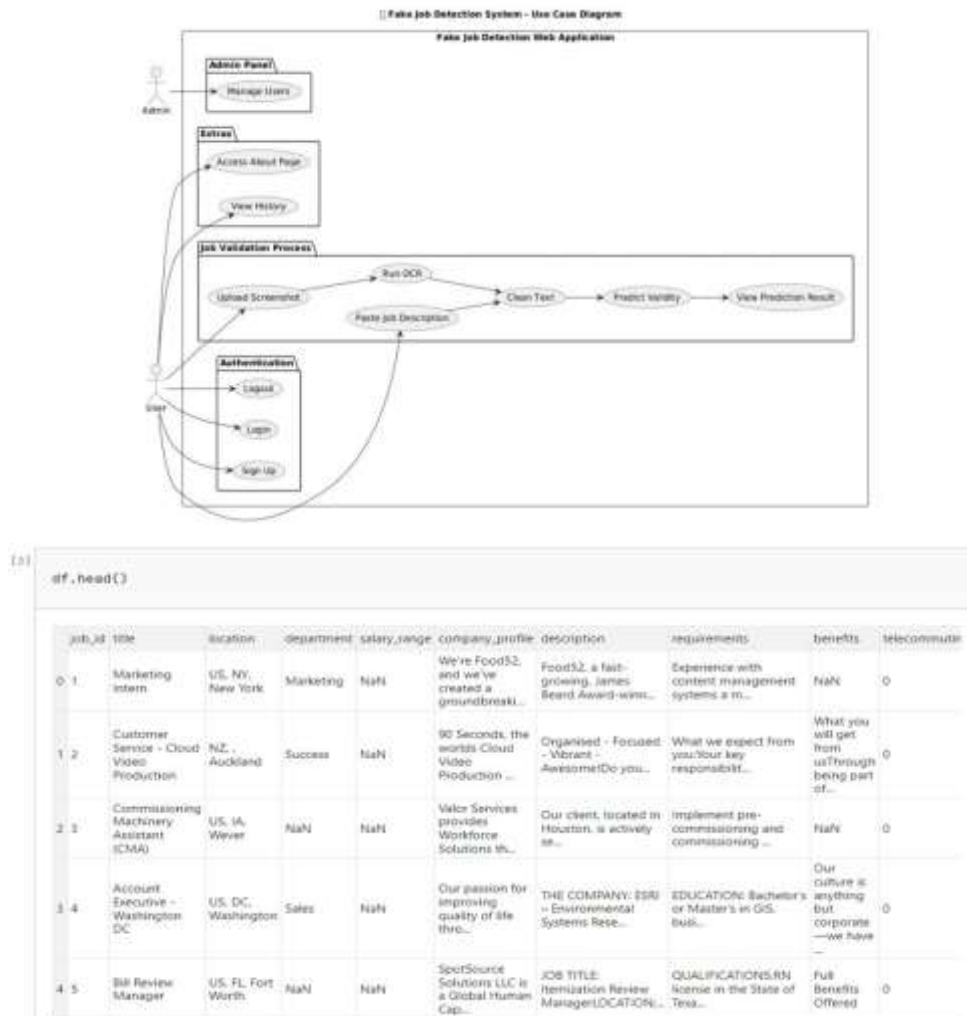 Fake Job Detection System - Use Case Diagram
Fake Job Detection Web Application
Admin Panel
Manage Users
Admin
Extras
Access About Page
View History
Job Validation Process
Run OCR
Upload Screenshot
Clean Text
Predict Validity
View Prediction Result
Paste Job Description
Authentication
Logout
User
Login
Sign Up
df.head()
job_id title location department salary_range company_profile description requirements benefits telecommutin
0 1 Marketing Intern US, NY, New York Marketing NaN We're Food52, and we've created a groundbreaki... Food52, a fast-growing, James Beard Award-winn... Experience with content management systems a m... NaN 0
1 2 Customer Service - Cloud Video Production NZ, , Auckland Success NaN 90 Seconds, the worlds Cloud Video Production ... Organised - Focused - Vibrant - Awesome!Do you... What we expect from you:Your key responsibilit... What you will get from usThrough being part of... 0
2 3 Commissioning Machinery Assistant (CMA) US, IA, Wever NaN NaN Valor Services provides Workforce Solutions th... Our client, located in Houston, is actively se... Implement pre-commissioning and commissioning ... NaN 0
3 4 Account Executive - Washington DC US, DC, Washington Sales NaN Our passion for improving quality of life thro... THE COMPANY: ESRI – Environmental Systems Rese... EDUCATION: Bachelor's or Master's in GIS, busi... Our culture is anything but corporate—we have ... 0
4 5 Bill Review Manager US, FL, Fort Worth NaN NaN SpotSource Solutions LLC is a Global Human Cap... JOB TITLE: Itemization Review ManagerLOCATION:... QUALIFICATIONS:RN license in the State of Texa... Full Benefits Offered 0